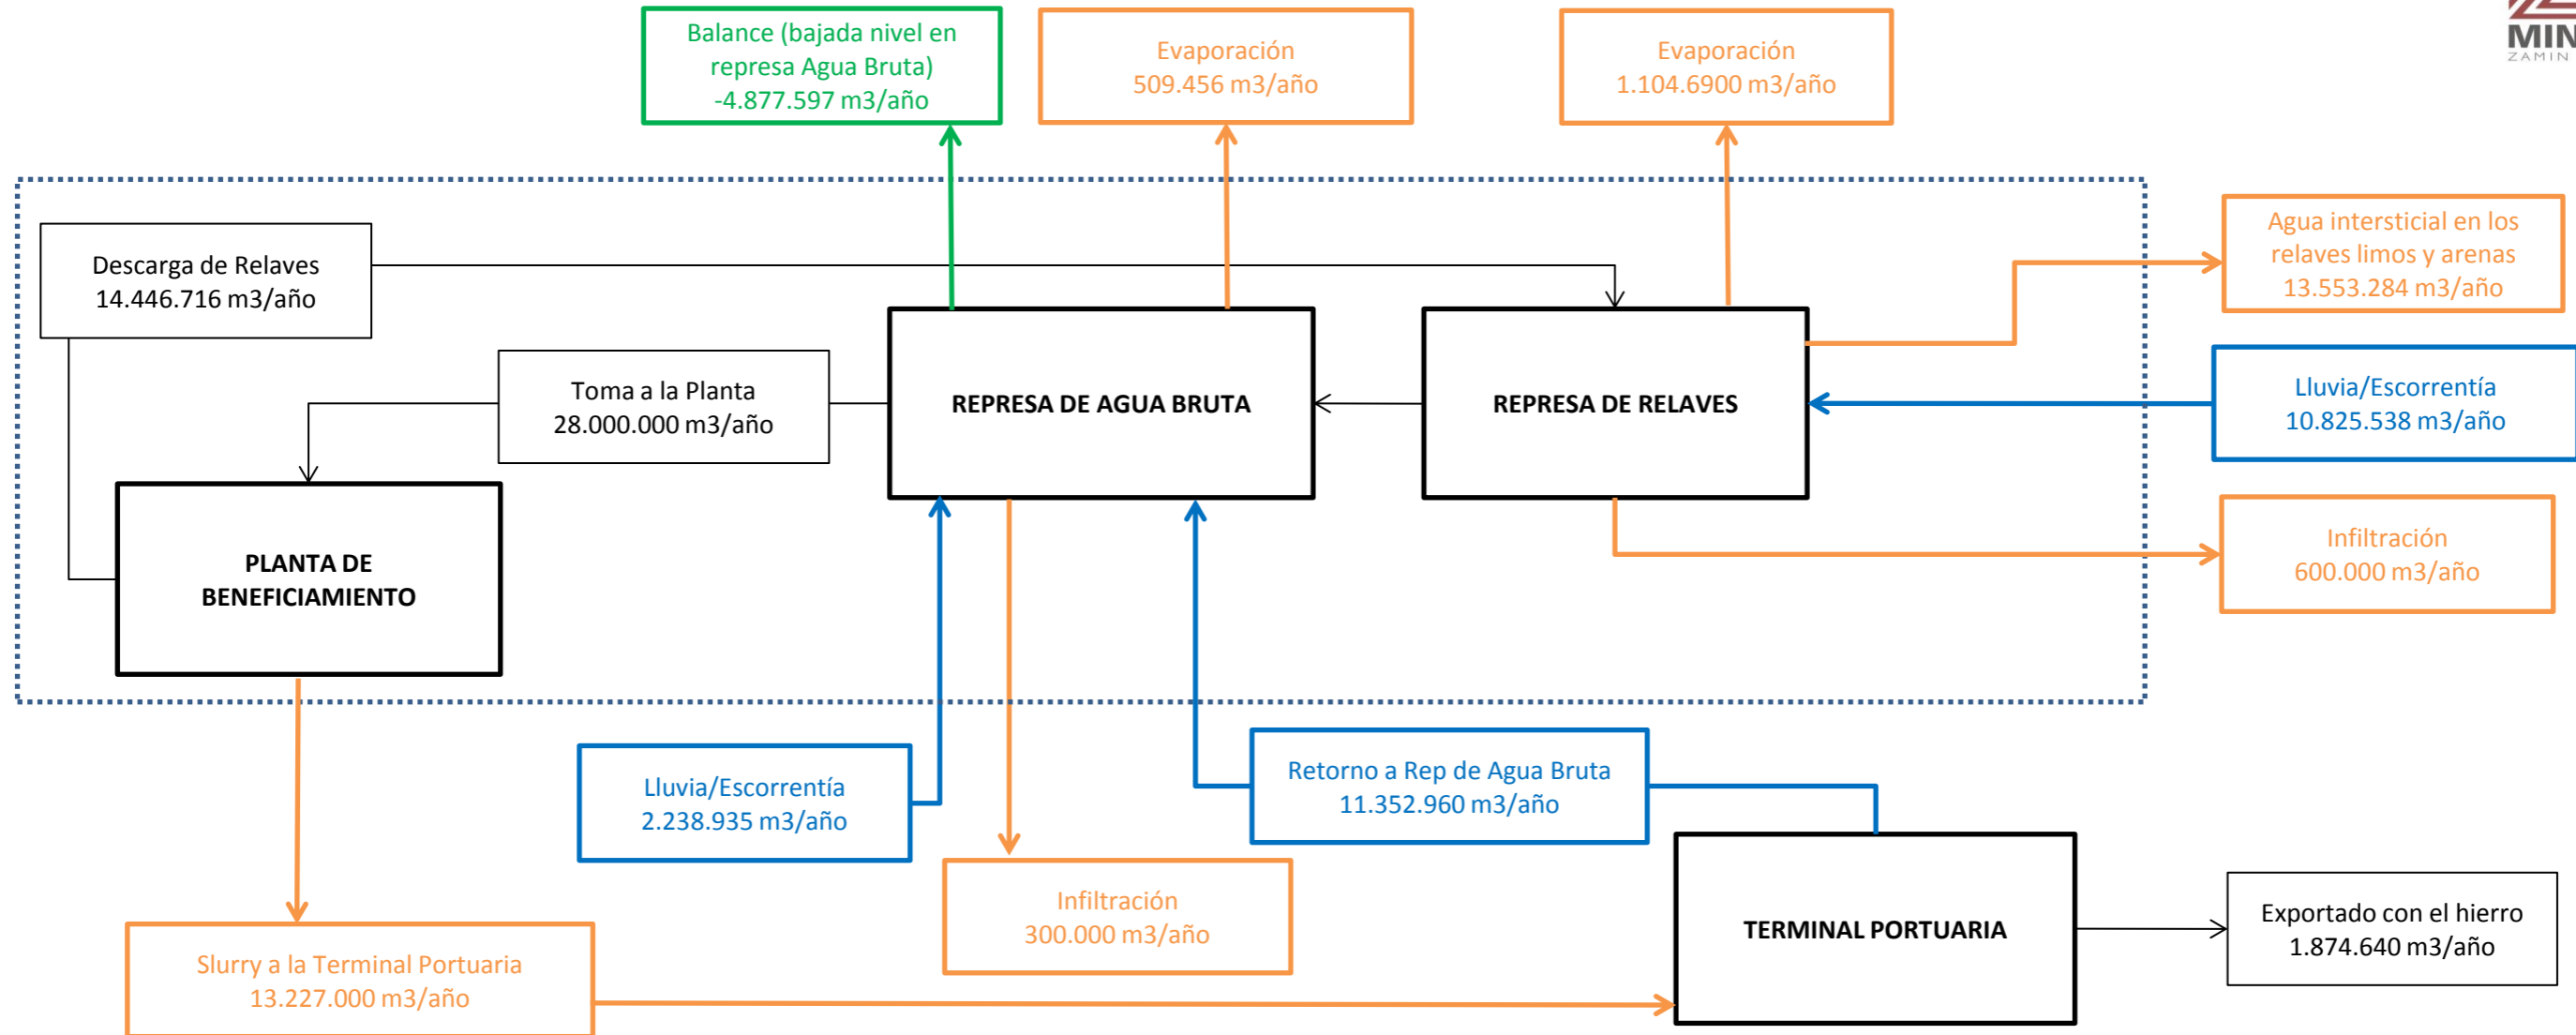 Balance (bajada nivel en
represa Agua Bruta)
-4.877.597 m3/año
Evaporación
509.456 m3/año
Evaporación
1.104.6900 m3/año
MIN
ZAMIN
Descarga de Relaves
14.446.716 m3/año
Agua intersticial en los
relaves limos y arenas
13.553.284 m3/año
Toma a la Planta
28.000.000 m3/año
REPRESA DE AGUA BRUTA
REPRESA DE RELAVES
Lluvia/Escorrentía
10.825.538 m3/año
PLANTA DE
BENEFICIAMIENTO
Infiltración
600.000 m3/año
Lluvia/Escorrentía
2.238.935 m3/año
Retorno a Rep de Agua Bruta
11.352.960 m3/año
Infiltración
300.000 m3/año
TERMINAL PORTUARIA
Exportado con el hierro
1.874.640 m3/año
Slurry a la Terminal Portuaria
13.227.000 m3/año